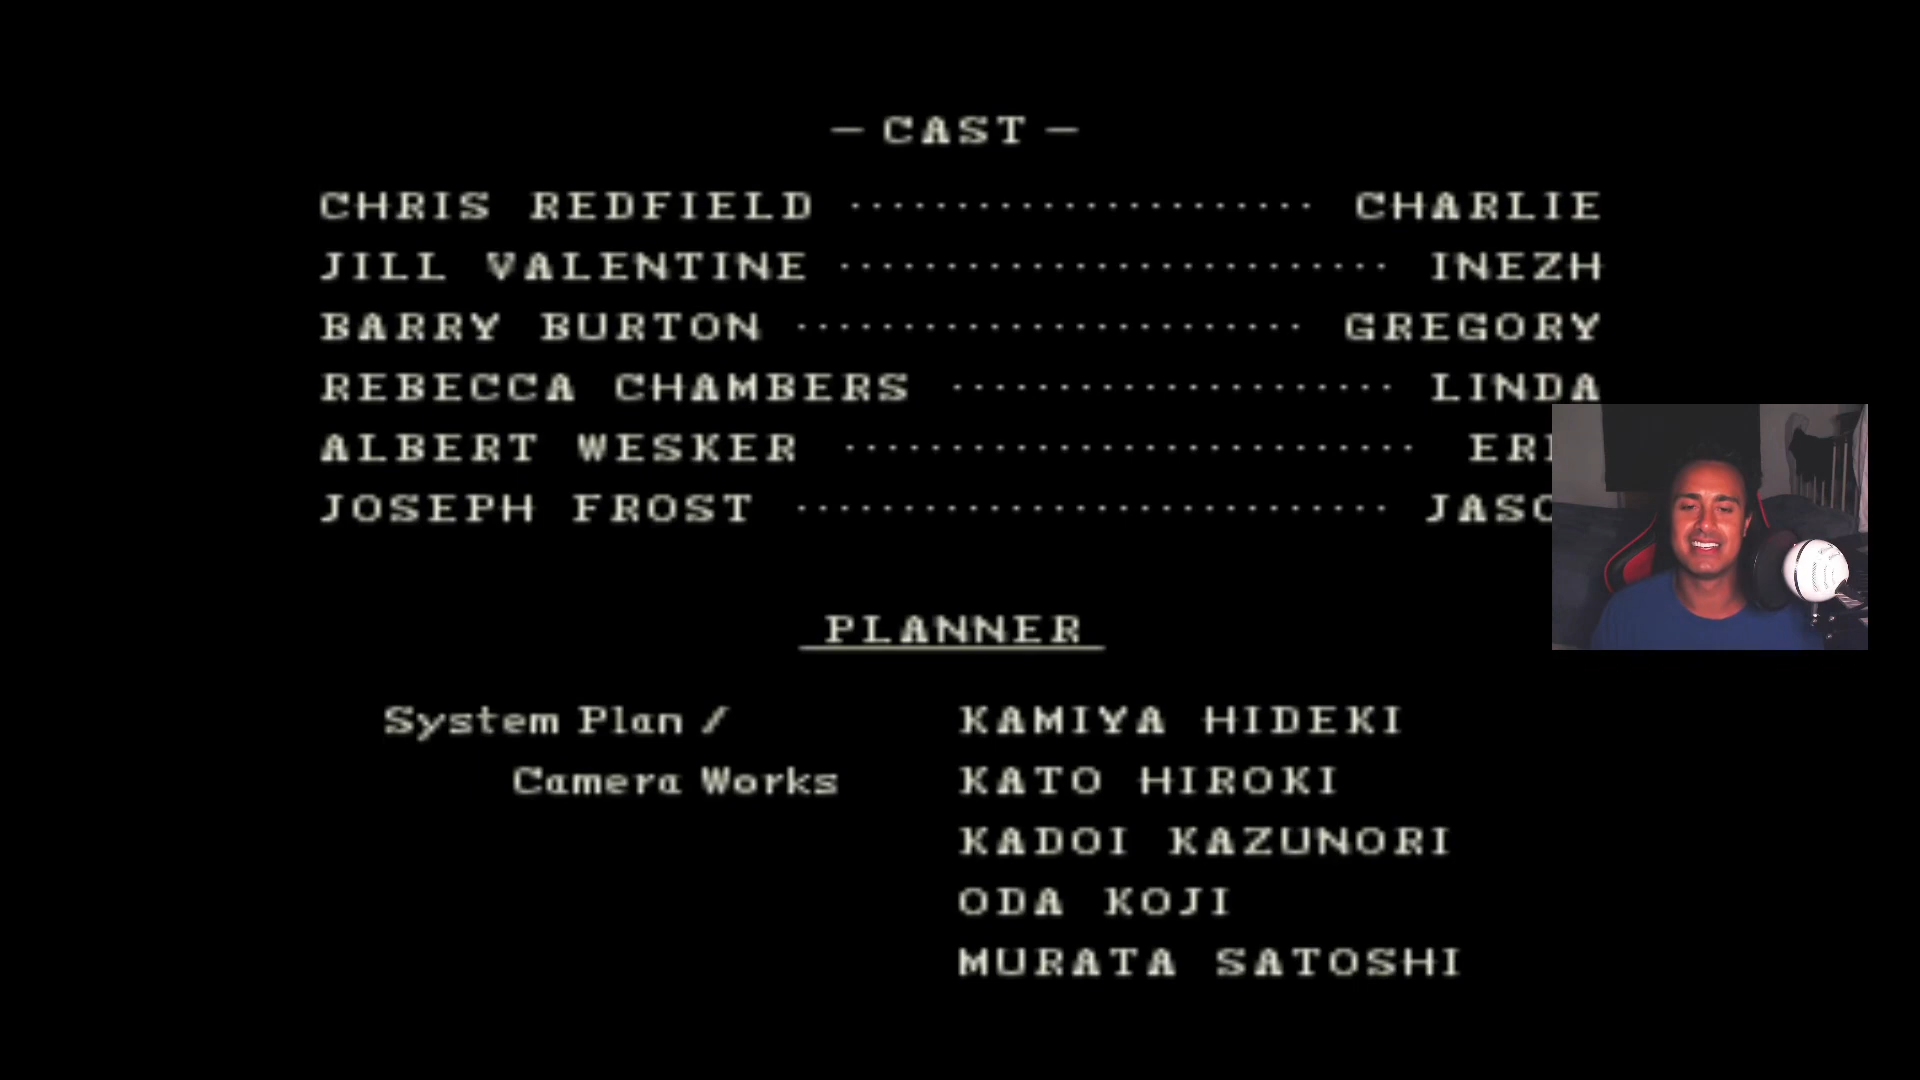 — CAST —
CHRIS REDFIELD ...................... CHARLIE
JILL VALENTINE .......................... INEZH
BARRY BURTON ........................ GREGORY
REBECCA CHAMBERS ..................... LINDA
ALBERT WESKER ...........................
JOSEPH FROST ............................
PLANNER
System Plan / KAMIYA HIDEKI
Camera Works KATO HIROKI
KADOI KAZUNORI
ODA KOJI
MURATA SATOSHI